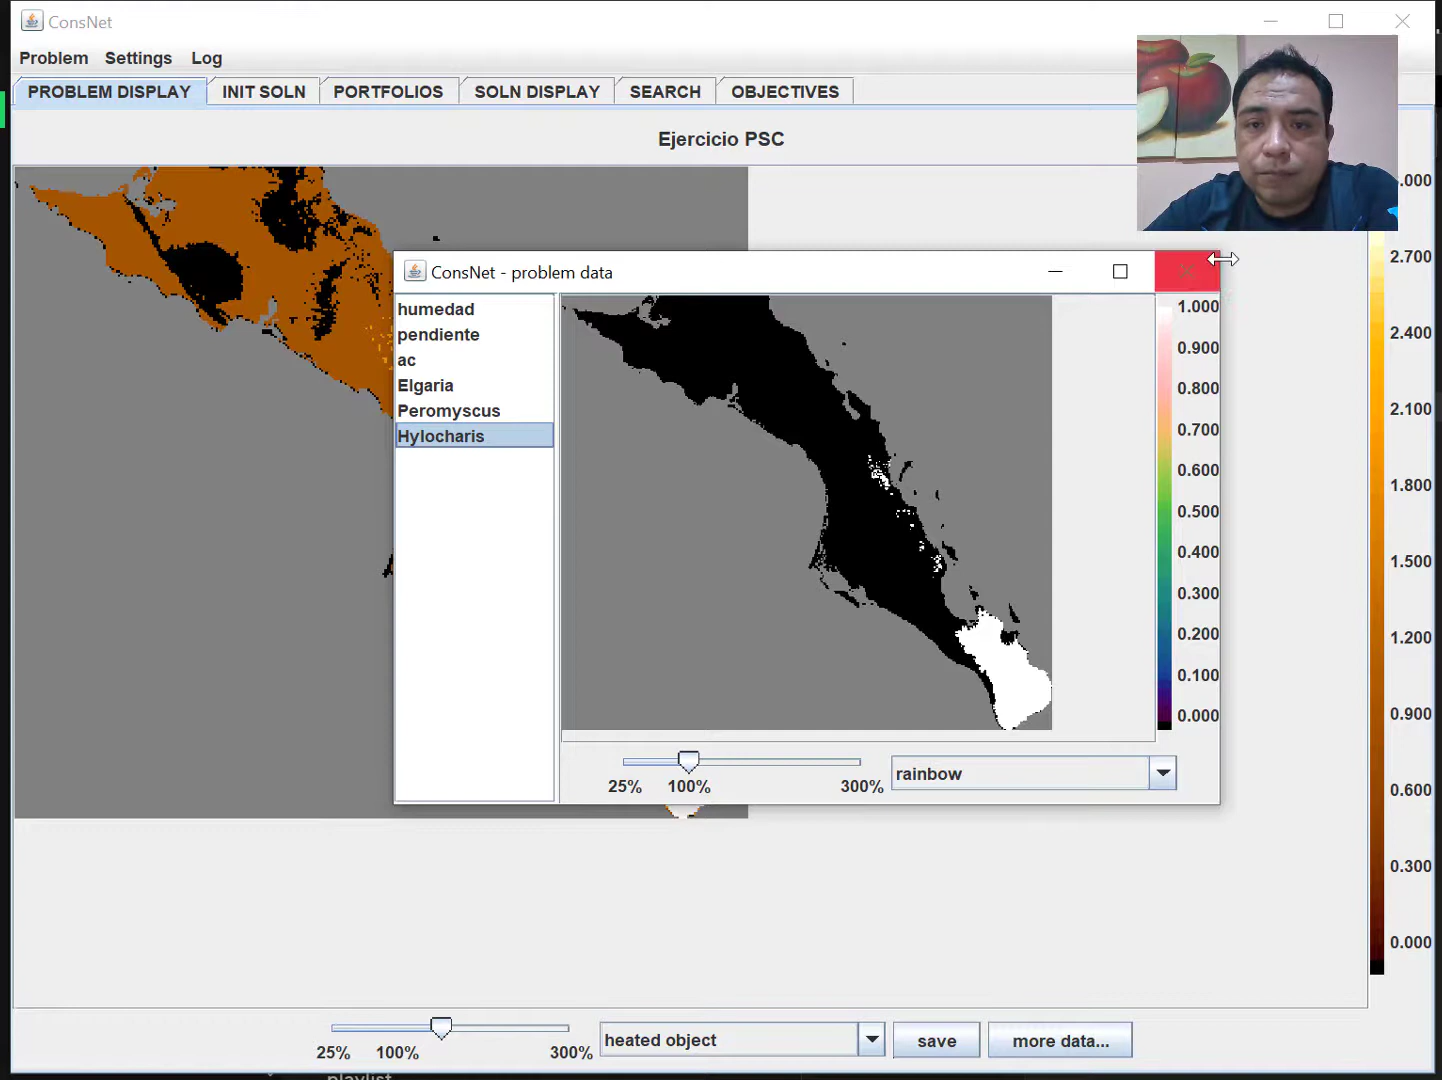 ConsNet
Problem Settings Log
PROBLEM DISPLAY INIT SOLN PORTFOLIOS SOLN DISPLAY SEARCH OBJECTIVES
Ejercicio PSC
.000
2.700
2.400
2.100
1.800
1.500
1.200
0.900
0.600
0.300
0.000
ConsNet - problem data
humedad
pendiente
ac
Elgaria
Peromyscus
Hylocharis
1.000
0.900
0.800
0.700
0.600
0.500
0.400
0.300
0.200
0.100
0.000
25% 100% 300%
rainbow
25% 100% 300%
heated object
save
more data...
playlist